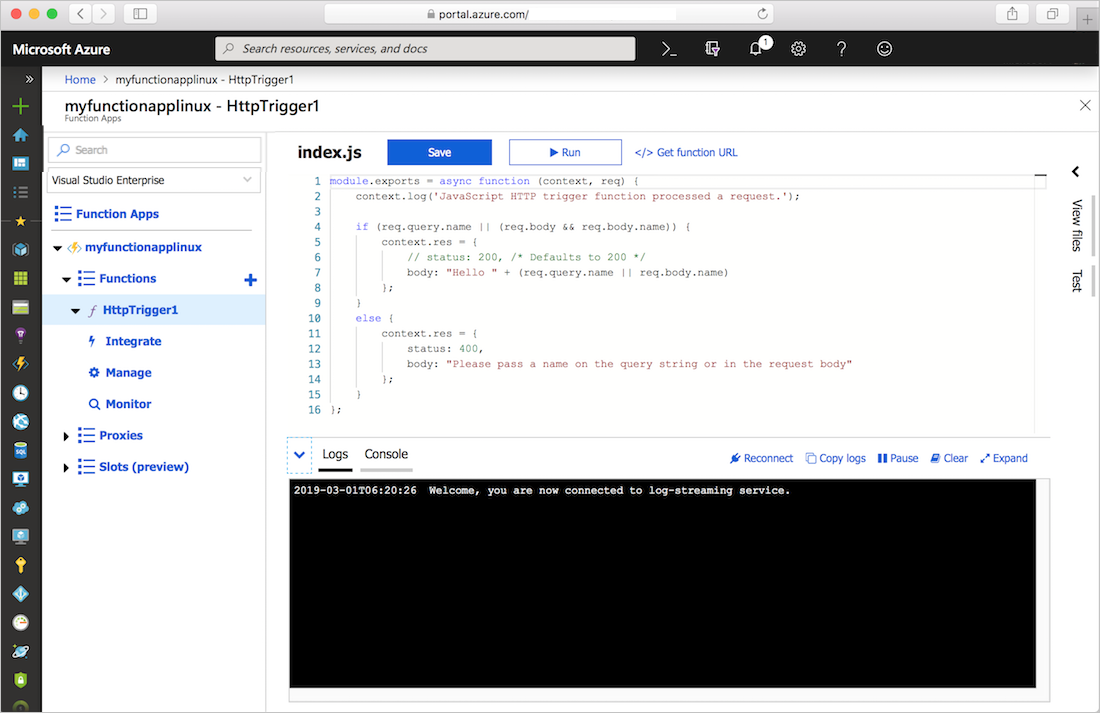 portal.azure.com/
Microsoft Azure
Search resources, services, and docs
1
Home > myfunctionapplinux - HttpTrigger1
myfunctionapplinux - HttpTrigger1
Function Apps
Search
Visual Studio Enterprise
Function Apps
myfunctionapplinux
Functions
HttpTrigger1
Integrate
Manage
Monitor
Proxies
Slots (preview)
index.js
Save
Run
</> Get function URL
1 module.exports = async function (context, req) {
2     context.log('JavaScript HTTP trigger function processed a request.');
3
4     if (req.query.name || (req.body && req.body.name)) {
5         context.res = {
6             // status: 200, /* Defaults to 200 */
7             body: "Hello " + (req.query.name || req.body.name)
8         };
9     }
10     else {
11         context.res = {
12             status: 400,
13             body: "Please pass a name on the query string or in the request body"
14         };
15     }
16 };
View files
Test
Logs
Console
Reconnect
Copy logs
Pause
Clear
Expand
2019-03-01T06:20:26  Welcome, you are now connected to log-streaming service.
SQL